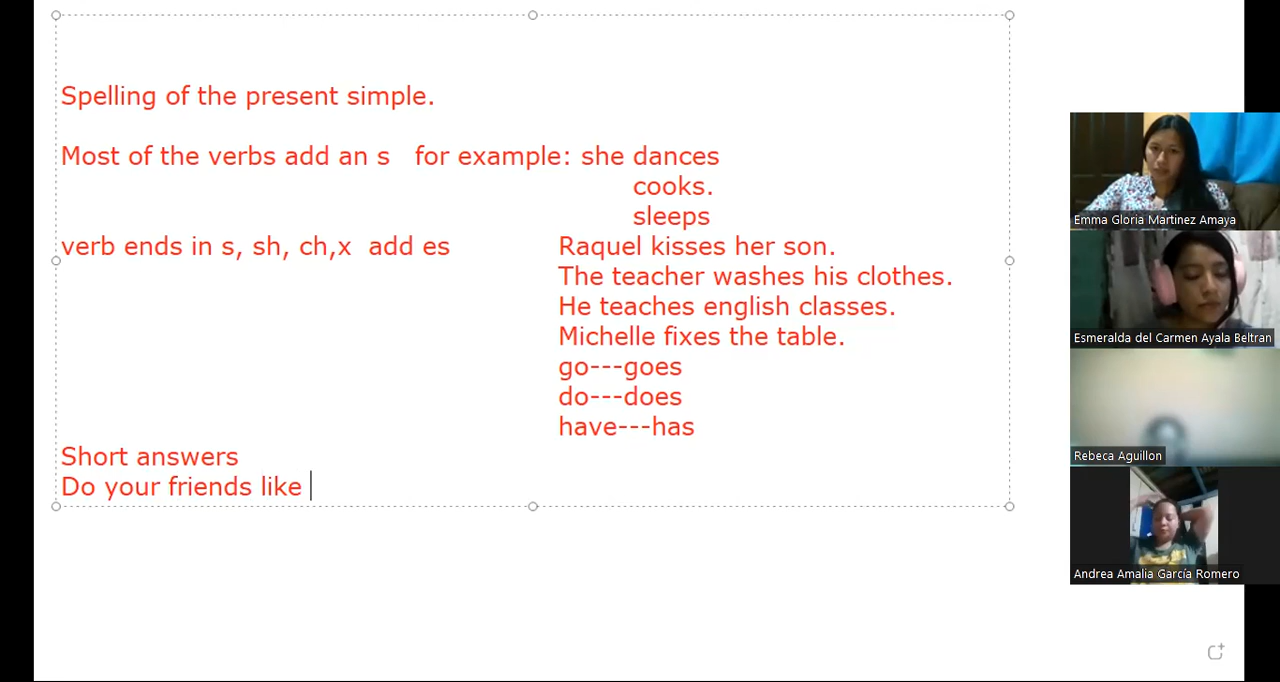 Spelling of the present simple.
Most of the verbs add an s   for example: she dances
cooks.
sleeps
verb ends in s, sh, ch,x  add es   Raquel kisses her son.
The teacher washes his clothes.
He teaches english classes.
Michelle fixes the table.
go---goes
do---does
have---has
Short answers
Do your friends like
Emma Gloria Martinez Amaya
Esmeralda del Carmen Ayala Beltran
Rebeca Aguillon
Andrea Amalia García Romero